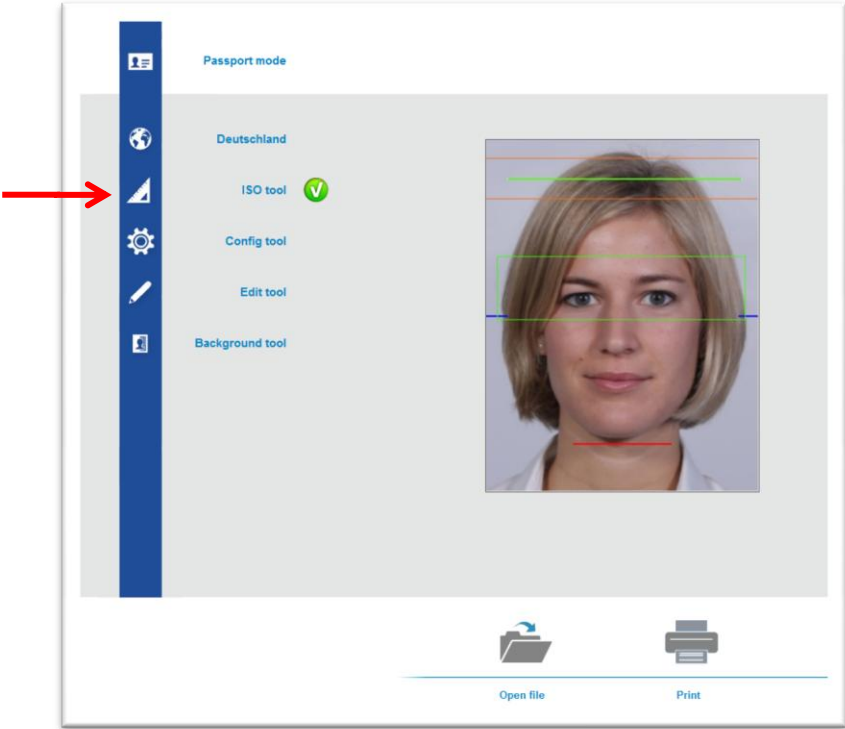 Passport mode
Deutschland
ISO tool
Config tool
Edit tool
Background tool
Open file
Print